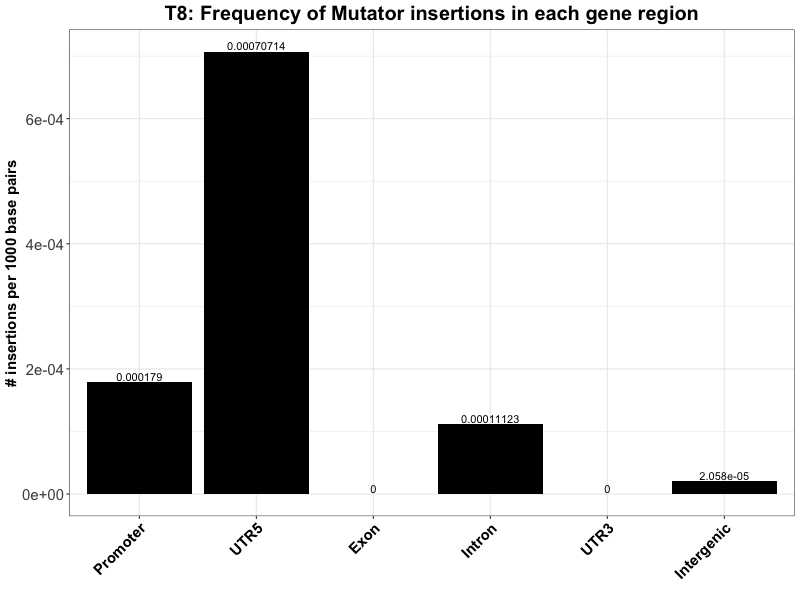 T8: Frequency of Mutator insertions in each gene region
# insertions per 1000 base pairs
6e-04
4e-04
2e-04
0e+00
0.000179
0.00070714
0
0.00011123
0
2.058e-05
Promoter
UTR5
Exon
Intron
UTR3
Intergenic